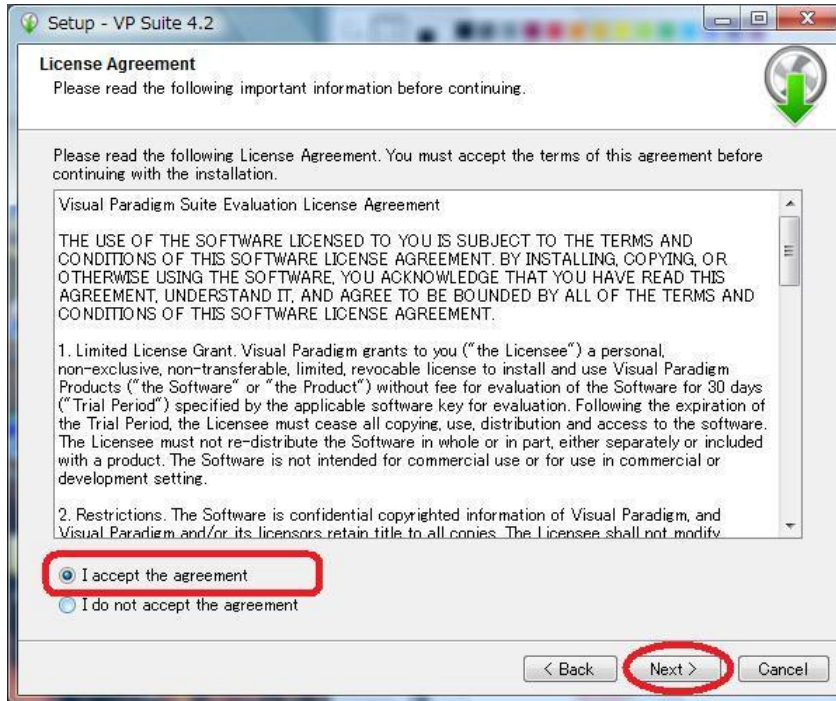 Setup - VP Suite 4.2
License Agreement
Please read the following important information before continuing.
Please read the following License Agreement. You must accept the terms of this agreement before
continuing with the installation.
Visual Paradigm Suite Evaluation License Agreement
THE USE OF THE SOFTWARE LICENSED TO YOU IS SUBJECT TO THE TERMS AND
CONDITIONS OF THIS SOFTWARE LICENSE AGREEMENT. BY INSTALLING, COPYING, OR
OTHERWISE USING THE SOFTWARE, YOU ACKNOWLEDGE THAT YOU HAVE READ THIS
AGREEMENT, UNDERSTAND IT, AND AGREE TO BE BOUNDED BY ALL OF THE TERMS AND
CONDITIONS OF THIS SOFTWARE LICENSE AGREEMENT.
1. Limited License Grant. Visual Paradigm grants to you ("the Licensee") a personal,
non-exclusive, non-transferable, limited, revocable license to install and use Visual Paradigm
Products ("the Software" or "the Product") without fee for evaluation of the Software for 30 days
("Trial Period") specified by the applicable software key for evaluation. Following the expiration of
the Trial Period, the Licensee must cease all copying, use, distribution and access to the software.
The Licensee must not re-distribute the Software in whole or in part, either separately or included
with a product. The Software is not intended for commercial use or for use in commercial or
development setting.
2. Restrictions. The Software is confidential copyrighted information of Visual Paradigm, and
Visual Paradigm and/or its licensors retain title to all copies. The Licensee shall not modify,
I accept the agreement
I do not accept the agreement
< Back
Next >
Cancel